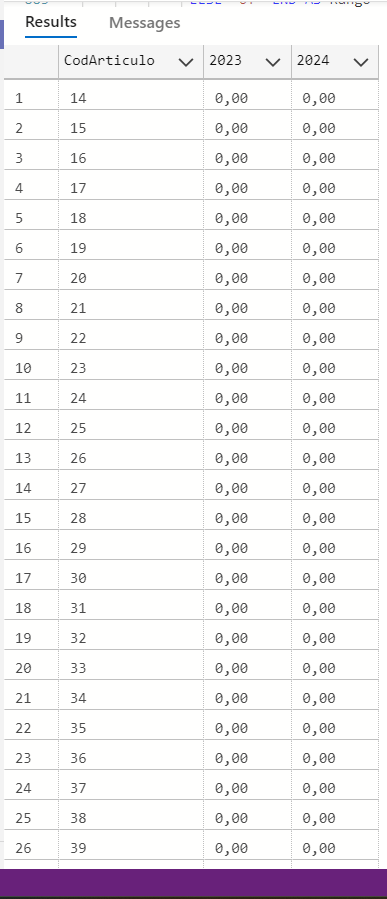 Results Messages
CodArticulo 2023 2024
1 14 0,00 0,00
2 15 0,00 0,00
3 16 0,00 0,00
4 17 0,00 0,00
5 18 0,00 0,00
6 19 0,00 0,00
7 20 0,00 0,00
8 21 0,00 0,00
9 22 0,00 0,00
10 23 0,00 0,00
11 24 0,00 0,00
12 25 0,00 0,00
13 26 0,00 0,00
14 27 0,00 0,00
15 28 0,00 0,00
16 29 0,00 0,00
17 30 0,00 0,00
18 31 0,00 0,00
19 32 0,00 0,00
20 33 0,00 0,00
21 34 0,00 0,00
22 35 0,00 0,00
23 36 0,00 0,00
24 37 0,00 0,00
25 38 0,00 0,00
26 39 0,00 0,00